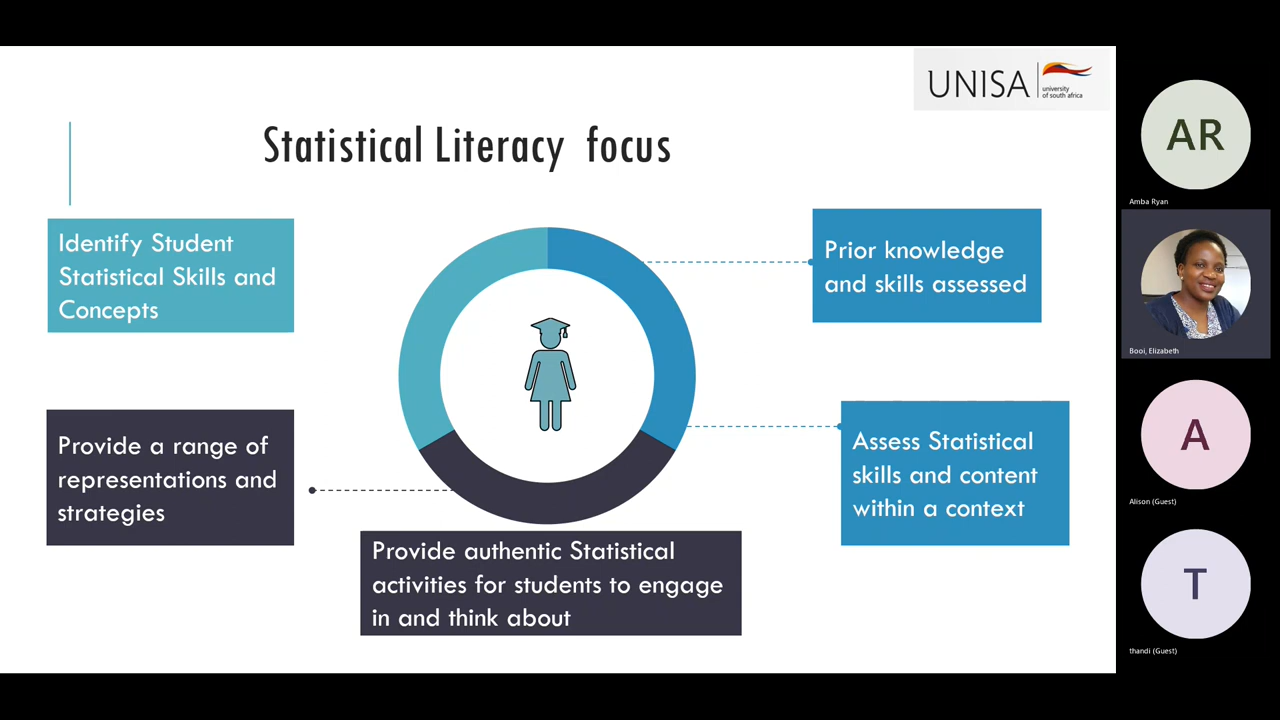 UNISA
university
of south africa
Statistical Literacy focus
Identify Student
Statistical Skills and
Concepts
Prior knowledge
and skills assessed
Provide a range of
representations and
strategies
Assess Statistical
skills and content
within a context
Provide authentic Statistical
activities for students to engage
in and think about
AR
Amba Ryan
Booi, Elizabeth
A
Alison (Guest)
T
thandi (Guest)